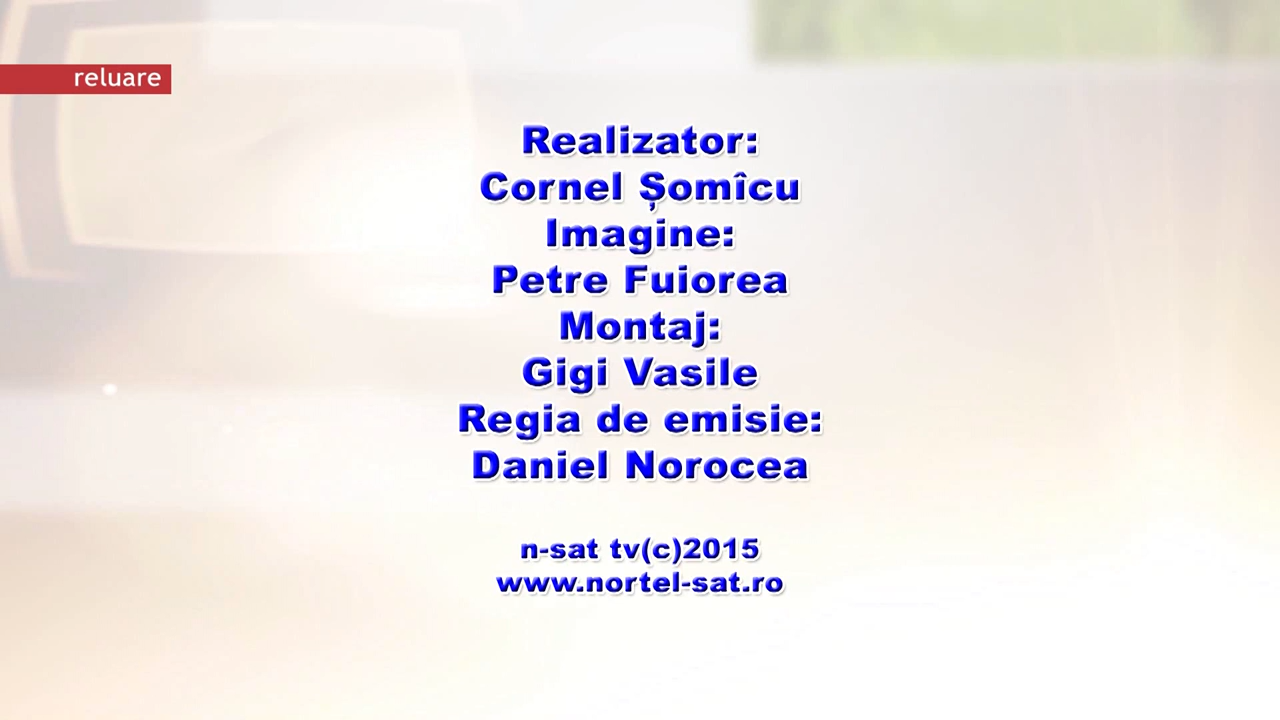 reluare
Realizator:
Cornel Șomîcu
Imagine:
Petre Fuiorea
Montaj:
Gigi Vasile
Regia de emisie:
Daniel Norocea
n-sat tv(c)2015
www.nortel-sat.ro